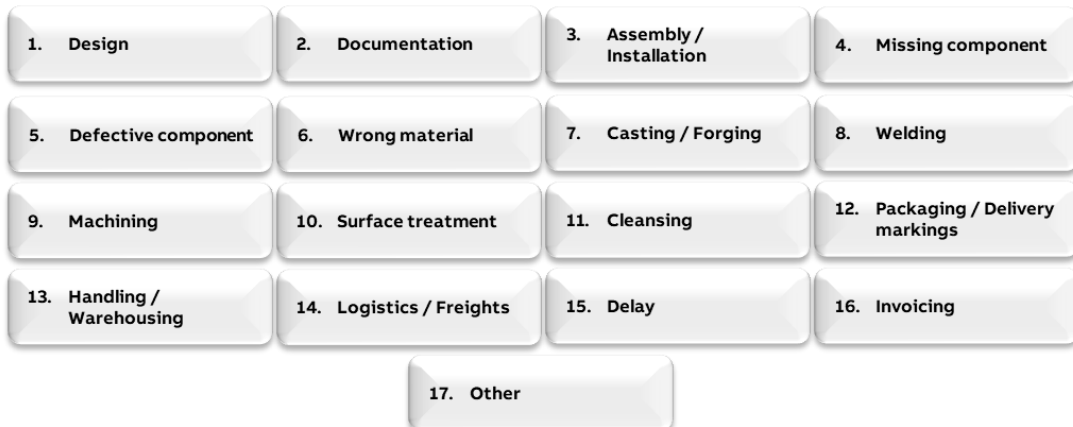 1. Design
2. Documentation
3. Assembly /
Installation
4. Missing component
5. Defective component
6. Wrong material
7. Casting / Forging
8. Welding
9. Machining
10. Surface treatment
11. Cleansing
12. Packaging / Delivery
markings
13. Handling /
Warehousing
14. Logistics / Freights
15. Delay
16. Invoicing
17. Other